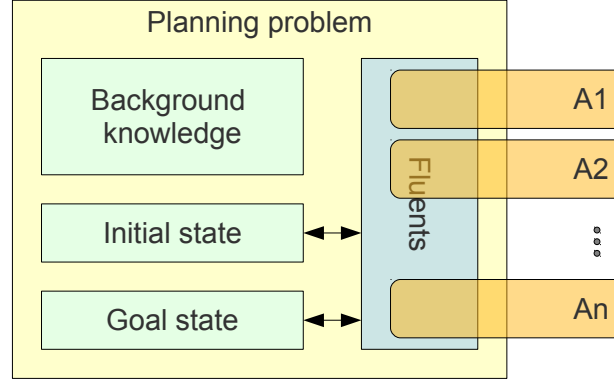 Planning problem
Background
knowledge
Initial state
Goal state
Fluents
A1
A2
An